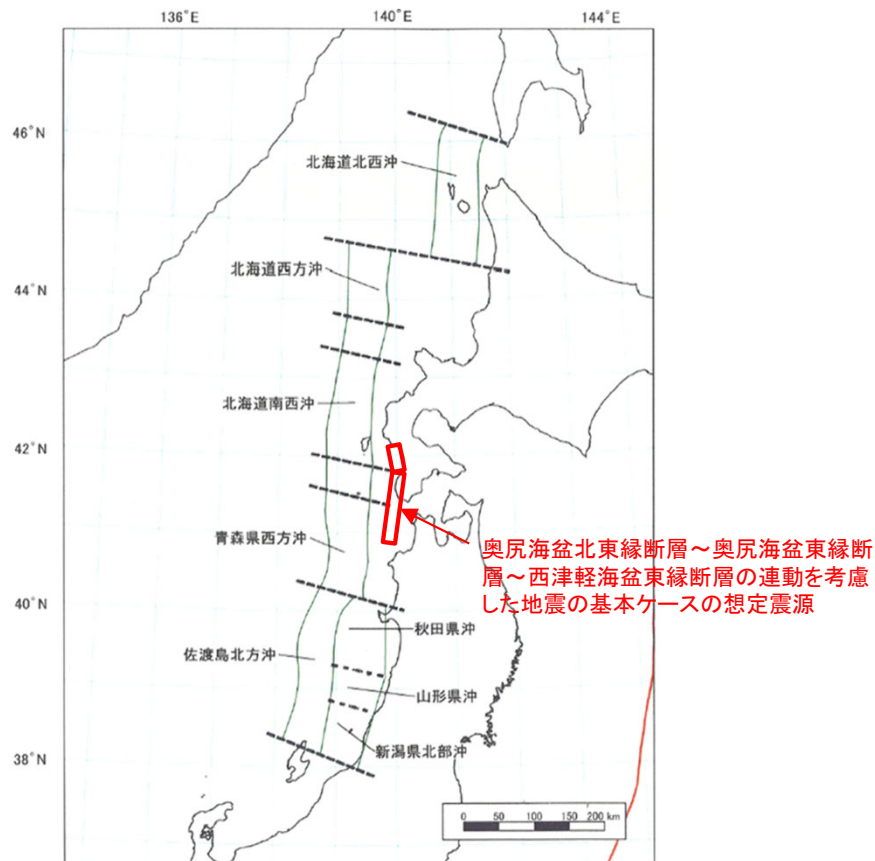 136°E 140°E 144°E
46°N
北海道北西沖
北海道西方沖
44°N
北海道南西沖
42°N
青森県西方沖
奥尻海盆北東縁断層～奥尻海盆東縁断
層～西津軽海盆東縁断層の連動を考慮
した地震の基本ケースの想定震源
40°N
秋田県沖
佐渡島北方沖
山形県沖
新潟県北部沖
38°N
0 50 100 150 200 km